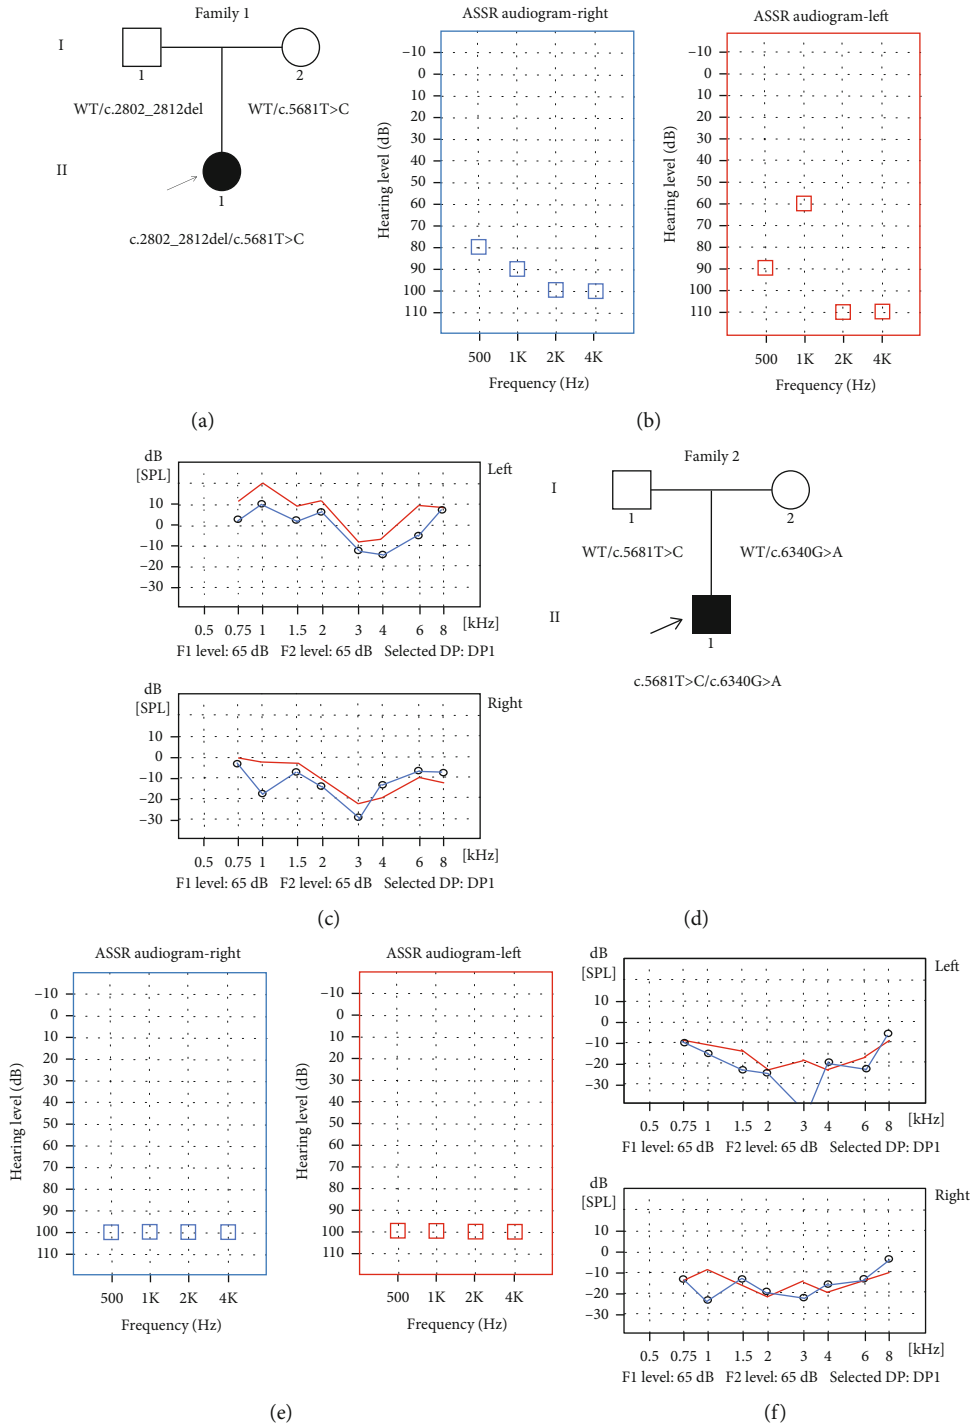 Family 1
I
1
2
WT/c.2802_2812del
WT/c.5681T>C
II
1
c.2802_2812del/c.5681T>C
(a)
ASSR audiogram-right
Hearing level (dB)
–10
0
10
20
30
40
50
60
70
80
90
100
110
500 1K 2K 4K
Frequency (Hz)
ASSR audiogram-left
Hearing level (dB)
–10
0
10
20
30
40
50
60
70
80
90
100
110
500 1K 2K 4K
Frequency (Hz)
(b)
dB
[SPL]
Left
10
0
–10
–20
–30
0.5 0.75 1 1.5 2 3 4 6 8 [kHz]
F1 level: 65 dB F2 level: 65 dB Selected DP: DP1
dB
[SPL]
Right
10
0
–10
–20
–30
0.5 0.75 1 1.5 2 3 4 6 8 [kHz]
F1 level: 65 dB F2 level: 65 dB Selected DP: DP1
(c)
Family 2
I
1
2
WT/c.5681T>C
WT/c.6340G>A
II
1
c.5681T>C/c.6340G>A
(d)
ASSR audiogram-right
Hearing level (dB)
–10
0
10
20
30
40
50
60
70
80
90
100
110
500 1K 2K 4K
Frequency (Hz)
ASSR audiogram-left
Hearing level (dB)
–10
0
10
20
30
40
50
60
70
80
90
100
110
500 1K 2K 4K
Frequency (Hz)
(e)
dB
[SPL]
Left
10
0
–10
–20
–30
0.5 0.75 1 1.5 2 3 4 6 8 [kHz]
F1 level: 65 dB F2 level: 65 dB Selected DP: DP1
dB
[SPL]
Right
10
0
–10
–20
–30
0.5 0.75 1 1.5 2 3 4 6 8 [kHz]
F1 level: 65 dB F2 level: 65 dB Selected DP: DP1
(f)